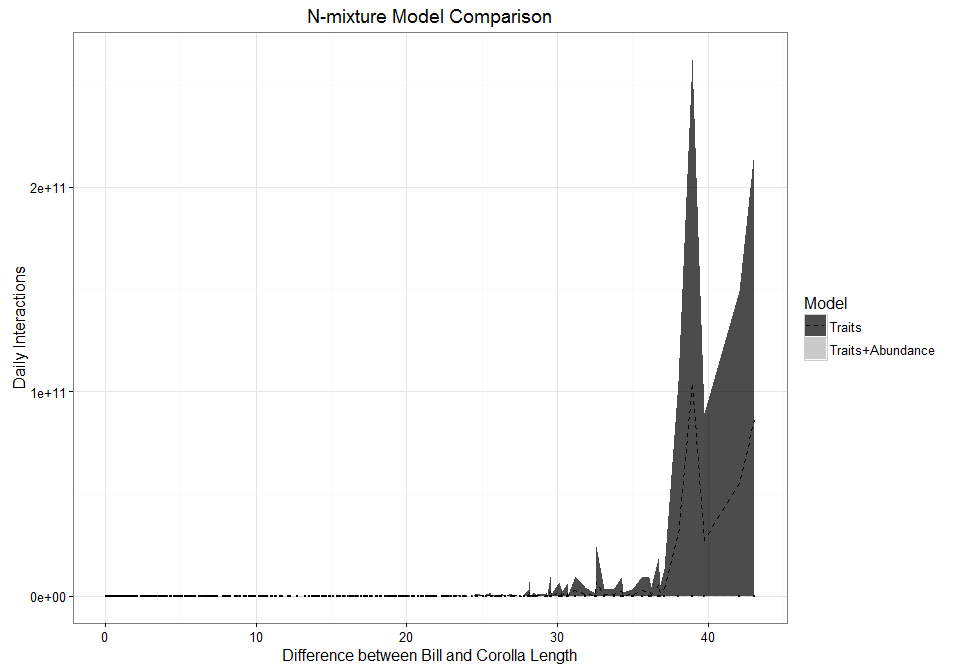 N-mixture Model Comparison
Daily Interactions
2e+11
1e+11
0e+00
0
10
20
30
40
Difference between Bill and Corolla Length
Model
Traits
Traits+Abundance